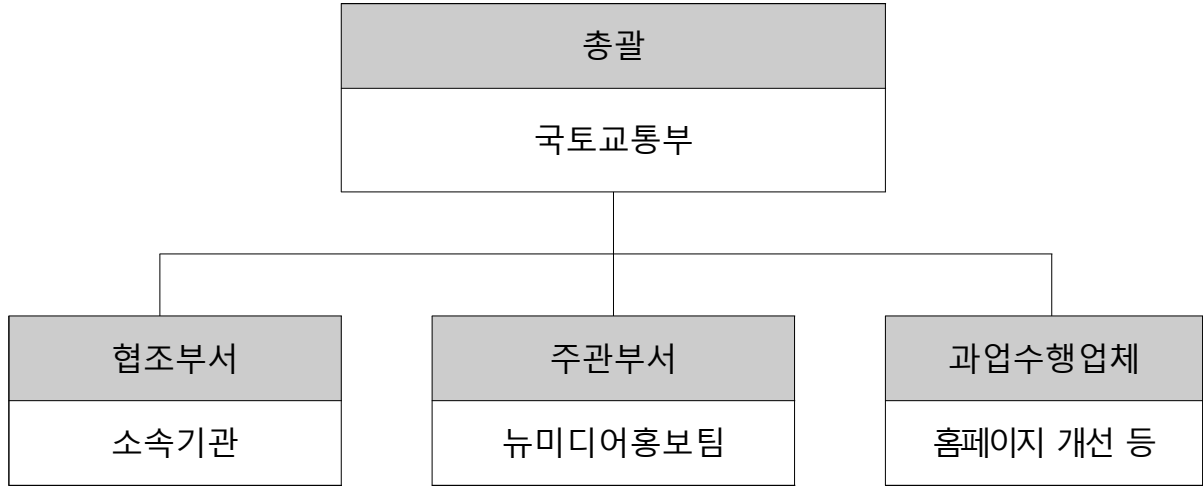 총괄
국토교통부
협조부서
주관부서
과업수행업체
소속기관
뉴미디어홍보팀
홈페이지 개선 등